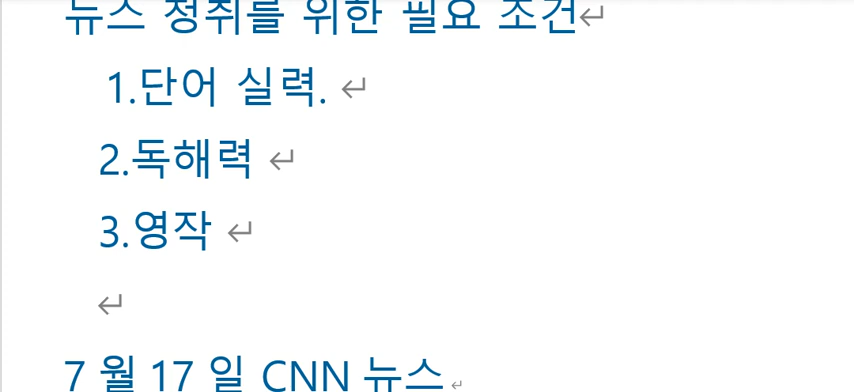 뉴스 청취를 위한 필요 조건
1.단어 실력.
2.독해력
3.영작
7 월 17 일 CNN 뉴스